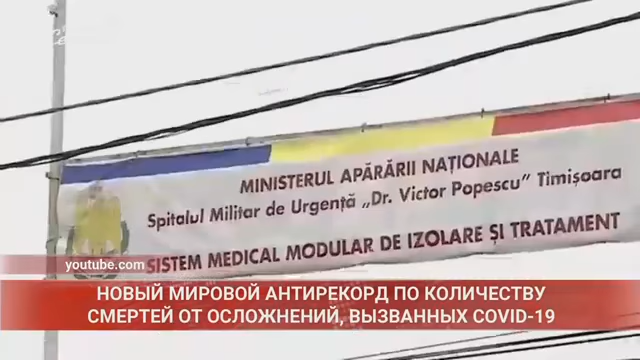 MINISTERUL APĂRĂRII NAȚIONALE
Spitalul Militar de Urgență „Dr. Victor Popescu” Timișoara
SISTEM MEDICAL MODULAR DE IZOLARE ȘI TRATAMENT
youtube.com
НОВЫЙ МИРОВОЙ АНТИРЕКОРД ПО КОЛИЧЕСТВУ
СМЕРТЕЙ ОТ ОСЛОЖНЕНИЙ, ВЫЗВАННЫХ COVID-19